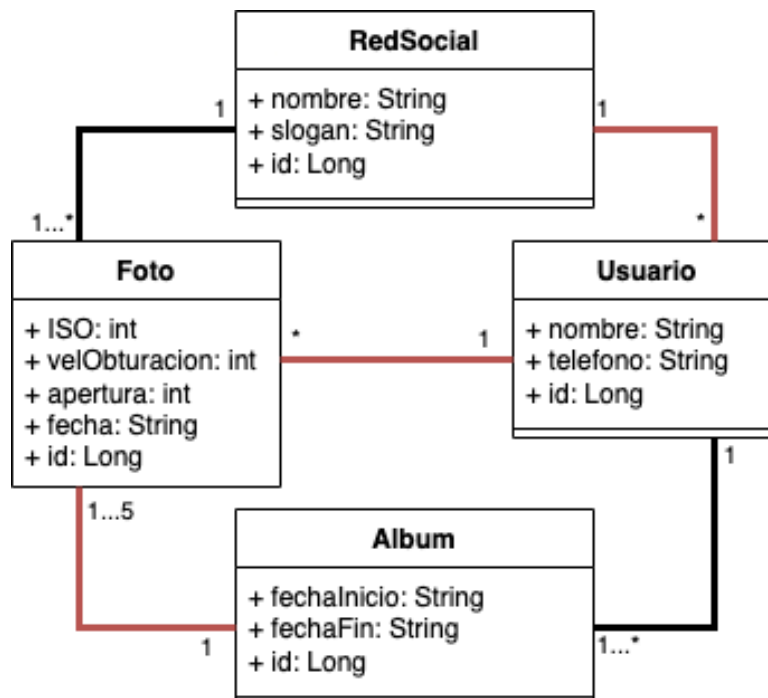 RedSocial
+ nombre: String
+ slogan: String
+ id: Long
1
1
1...*
*
Foto
+ ISO: int
+ velObturacion: int
+ apertura: int
+ fecha: String
+ id: Long
*
1
Usuario
+ nombre: String
+ telefono: String
+ id: Long
1...5
1
Album
+ fechaInicio: String
+ fechaFin: String
+ id: Long
1
1...*